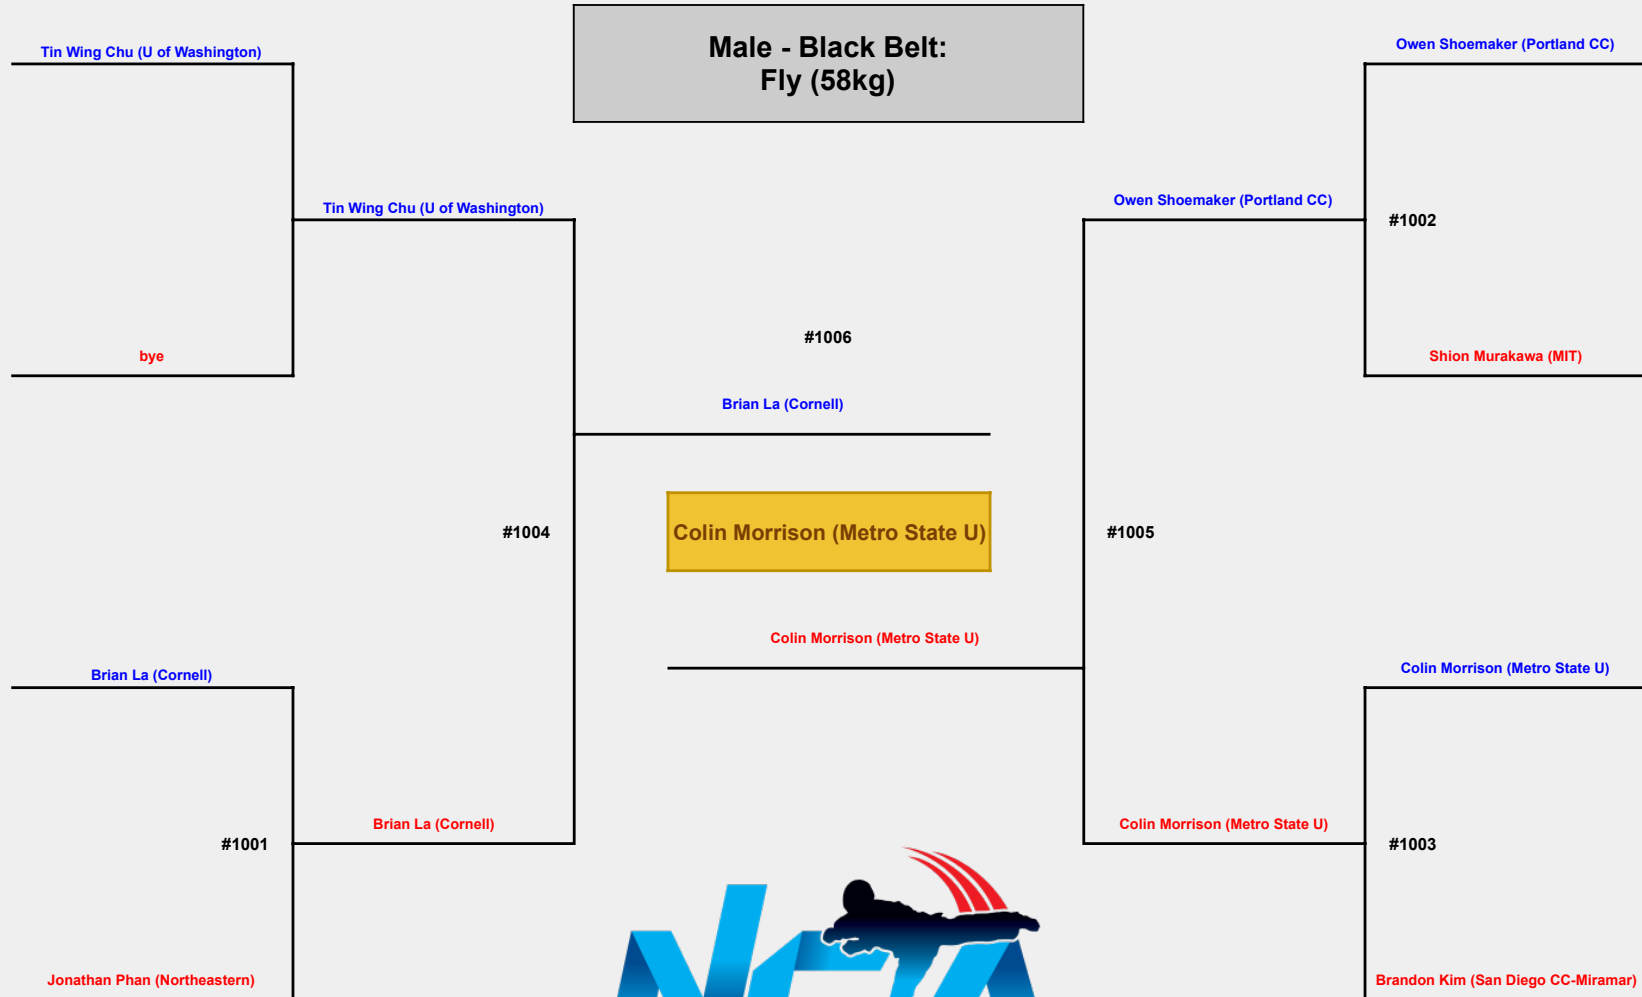 Male - Black Belt:
Fly (58kg)
Tin Wing Chu (U of Washington)
Owen Shoemaker (Portland CC)
Tin Wing Chu (U of Washington)
Owen Shoemaker (Portland CC)
#1002
bye
#1006
Shion Murakawa (MIT)
Brian La (Cornell)
#1004
Colin Morrison (Metro State U)
#1005
Colin Morrison (Metro State U)
Brian La (Cornell)
Colin Morrison (Metro State U)
#1001
Brian La (Cornell)
Colin Morrison (Metro State U)
#1003
Jonathan Phan (Northeastern)
Brandon Kim (San Diego CC-Miramar)